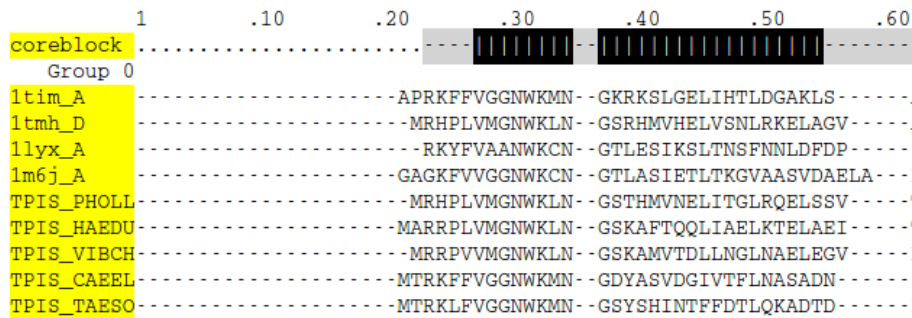 1 .10 .20 .30 .40 .50 .60
coreblock .......................----||||||||--||||||||||||||||||-------
Group 0
1tim_A---------------------APRKFFVGGNWKMN--GKRKSLGELIHTLDGAKLS------
1tmh_D----------------------MRHPLVMGNWKLN--GSRHMVHELVSNLRKELAGV-----
1lyx_A-----------------------RKYFVAANWKCN--GTLESIKSLTNSFNNLDFDP-----
1m6j_A---------------------GAGKFVVGGNWKCN--GTLASIETLTKGVAASVDAELA---
TPIS_PHOLL----------------------MRHPLVMGNWKLN--GSTHMVNELITGLRQELSSV-----
TPIS_HAEDU---------------------MARRPLVMGNWKLN--GSKAFTQQLIAELKTELAEI-----
TPIS_VIBCH----------------------MRRPVVMGNWKLN--GSKAMVTDLLNGLNAELEGV-----
TPIS_CAEEL---------------------MTRKFFVGGNWKMN--GDYASVDGIVTFLNASADN------
TPIS_TAESO---------------------MTRKLFVGGNWKMN--GSYSHINTFFDTLQKADTD------